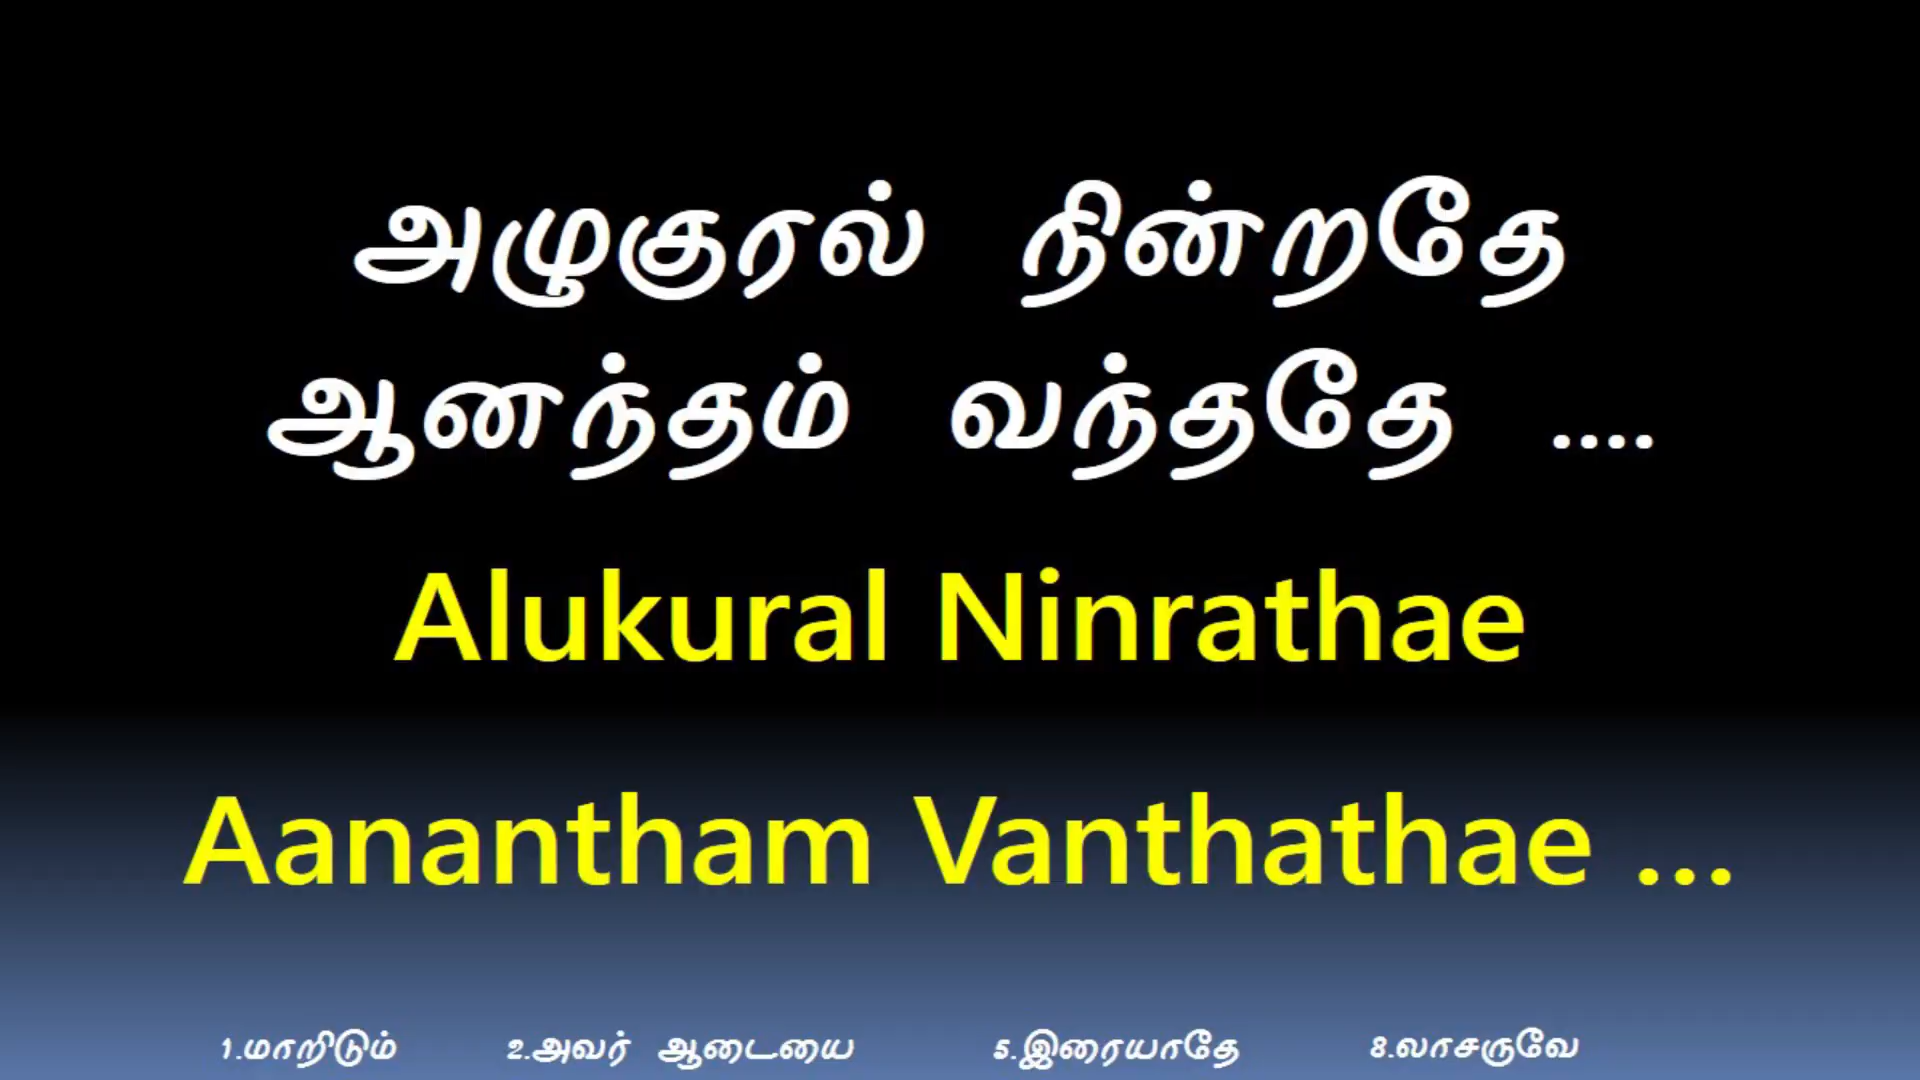 அழுகுரல் நின்றதே
ஆனந்தம் வந்ததே ....
Alukural Ninrathae
Aanantham Vanthathae ...
1.மாறிடும் 2.அவர் ஆடையை 5.இரையாதே 8.லாசருவே